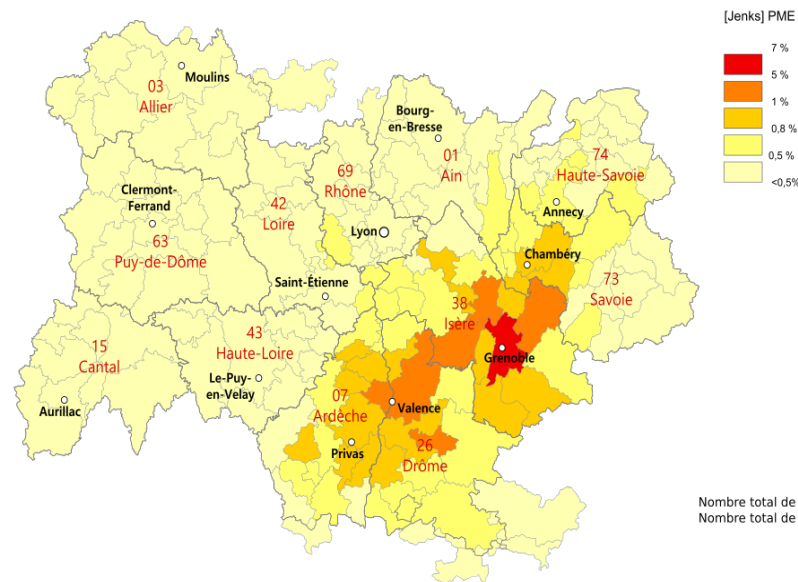 [Jenks] PME
7 %
5 %
1 %
0,8 %
0,5 %
<0,5%
03
Allier
Moulins
Bourg-
en-Bresse
01
Ain
74
Haute-Savoie
Annecy
69
Rhône
Lyon
Clermont-
Ferrand
63
Puy-de-Dôme
42
Loire
Saint-Étienne
Chambéry
73
Savoie
38
Isère
Grenoble
15
Cantal
Aurillac
43
Haute-Loire
Le-Puy-
en-Velay
07
Ardèche
Privas
Valence
26
Drôme
Nombre total de
Nombre total de